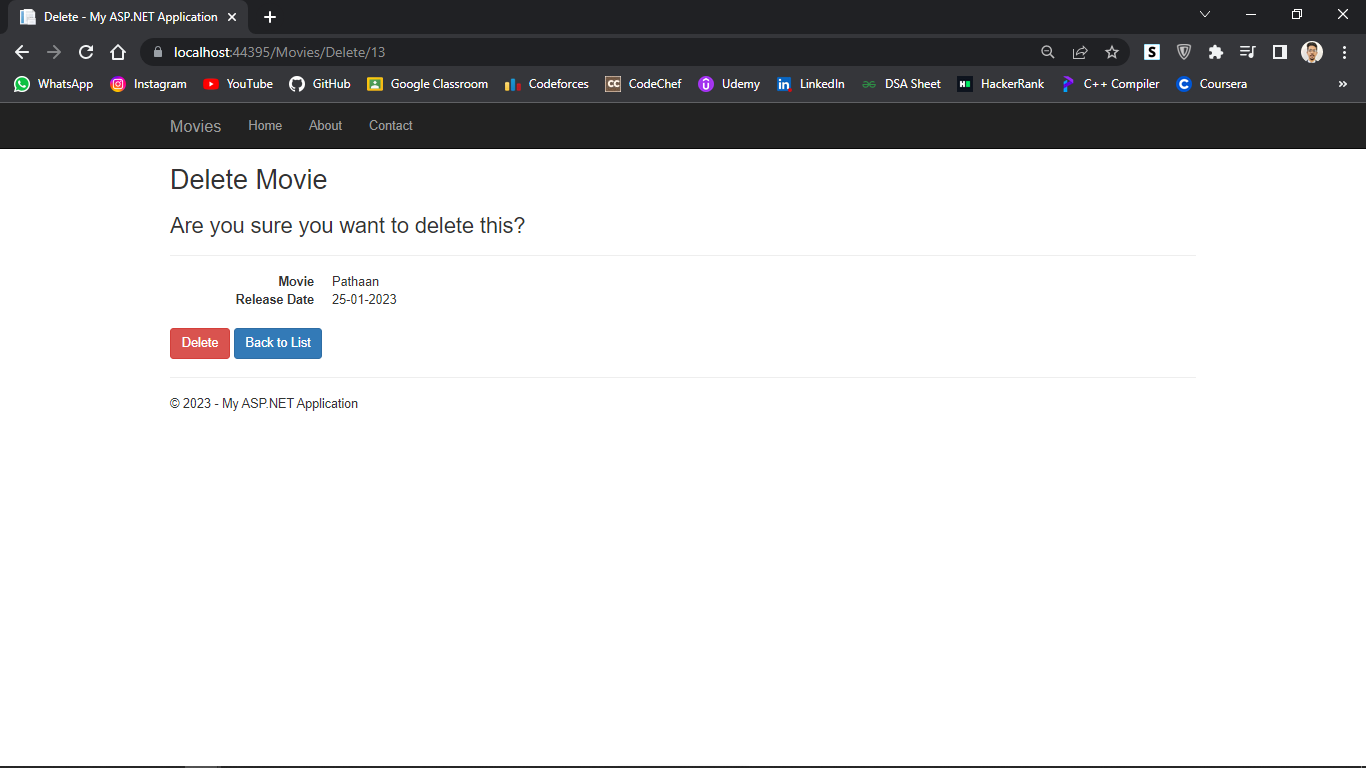 Delete - My ASP.NET Application
localhost:44395/Movies/Delete/13
S
WhatsApp Instagram YouTube GitHub Google Classroom Codeforces CC CodeChef Udemy in LinkedIn DSA Sheet HackerRank C++ Compiler Coursera »
Movies Home About Contact
Delete Movie
Are you sure you want to delete this?
Movie Pathaan
Release Date 25-01-2023
Delete Back to List
© 2023 - My ASP.NET Application